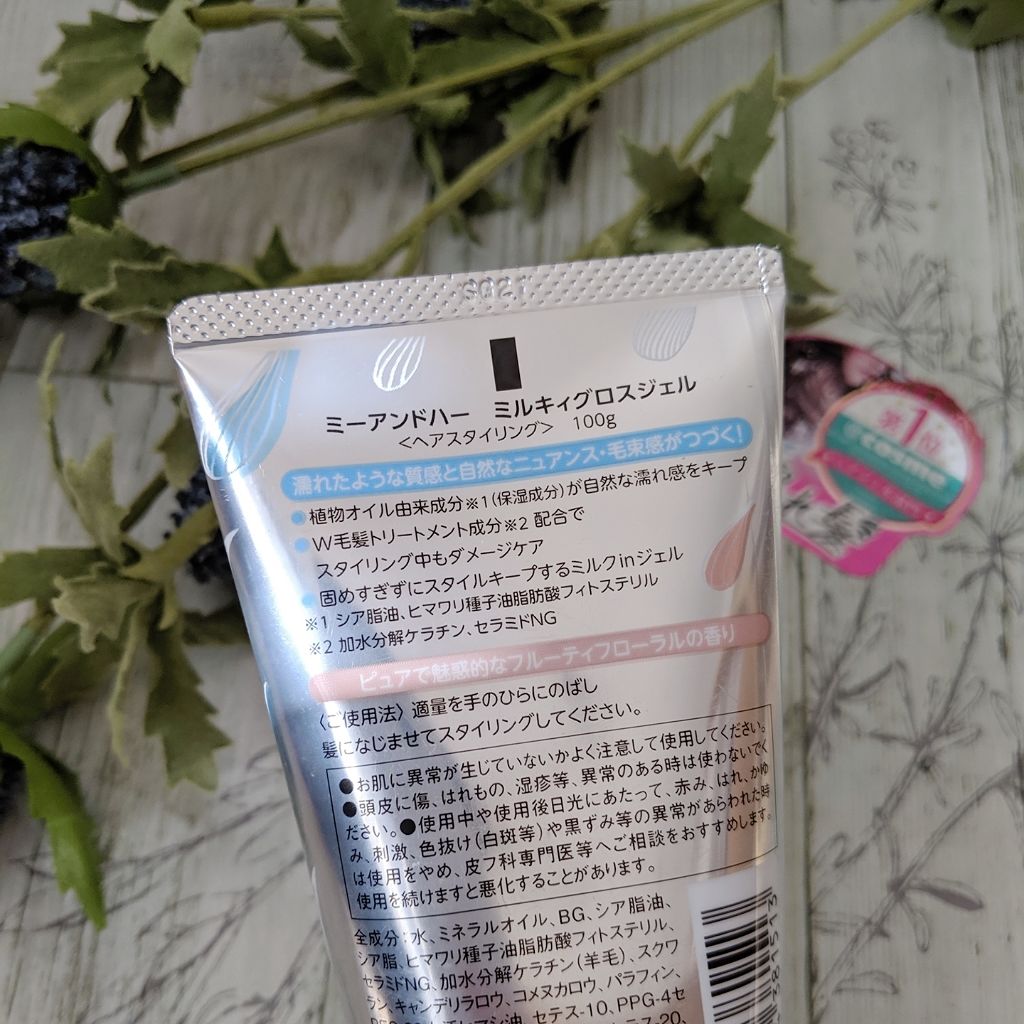 SG21
ミーアンドハー ミルキィグロスジェル
<ヘアスタイリング> 100g
濡れたような質感と自然なニュアンス・毛束感がつづく!
●植物オイル由来成分※1(保湿成分)が自然な濡れ感をキープ
●W毛髪トリートメント成分※2 配合で
スタイリング中もダメージケア
●固めすぎずにスタイルキープするミルクinジェル
※1 シア脂油、ヒマワリ種子油脂肪酸フィトステリル
※2 加水分解ケラチン、セラミドNG
ピュアで魅惑的なフルーティフローラルの香り
〈ご使用法〉適量を手のひらにのばし
髪になじませてスタイリングしてください。
●お肌に異常が生じていないかよく注意して使用してください。
●頭皮に傷、はれもの、湿疹等、異常のある時は使わないでく
ださい。●使用中や使用後日光にあたって、赤み、はれ、かゆ
み、刺激、色抜け(白斑等)や黒ずみ等の異常があらわれた時
は使用をやめ、皮フ科専門医等へご相談をおすすめします。
使用を続けますと悪化することがあります。
全成分:水、ミネラルオイル、BG、シア脂油、
シア脂、ヒマワリ種子油脂肪酸フィトステリル、
セラミドNG、加水分解ケラチン(羊毛)、スクワ
ラン、キャンデリラロウ、コメヌカロウ、パラフィン、
ヒマシ油、セテス-10、PPG-4セ
テス-20、
第1位
@cosme